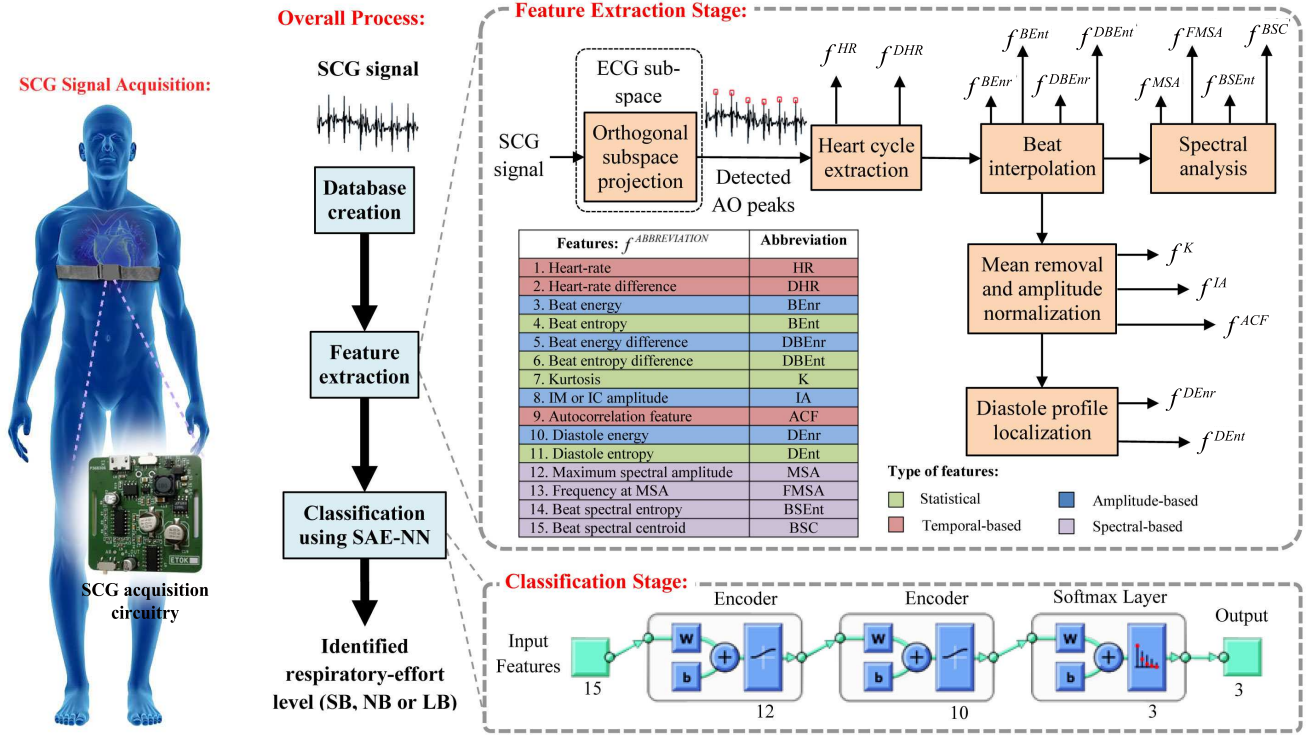 SCG Signal Acquisition:
SCG acquisition
circuitry
ETOK
Overall Process:
SCG signal
Database
creation
Feature
extraction
Classification
using SAE-NN
Identified
respiratory-effort
level (SB, NB or LB)
Feature Extraction Stage:
SCG
signal
ECG sub-
space
Orthogonal
subspace
projection
Detected
AO peaks
Heart cycle
extraction
f^HR
f^DHR
Beat
interpolation
f^BEnr
f^BEnt
f^DBEnr
f^DBEnt
Spectral
analysis
f^MSA
f^FMSA
f^BSEnt
f^BSC
Mean removal
and amplitude
normalization
f^K
f^IA
f^ACF
Diastole profile
localization
f^DEnr
f^DEnt
Features: f^ABBREVIATION Abbreviation
1. Heart-rate HR
2. Heart-rate difference DHR
3. Beat energy BEnr
4. Beat entropy BEnt
5. Beat energy difference DBEnr
6. Beat entropy difference DBEnt
7. Kurtosis K
8. IM or IC amplitude IA
9. Autocorrelation feature ACF
10. Diastole energy DEnr
11. Diastole entropy DEnt
12. Maximum spectral amplitude MSA
13. Frequency at MSA FMSA
14. Beat spectral entropy BSEnt
15. Beat spectral centroid BSC
Type of features:
Statistical
Amplitude-based
Temporal-based
Spectral-based
Classification Stage:
Input
Features
15
Encoder
W
b
+
12
Encoder
W
b
+
10
Softmax Layer
W
b
+
3
Output
3